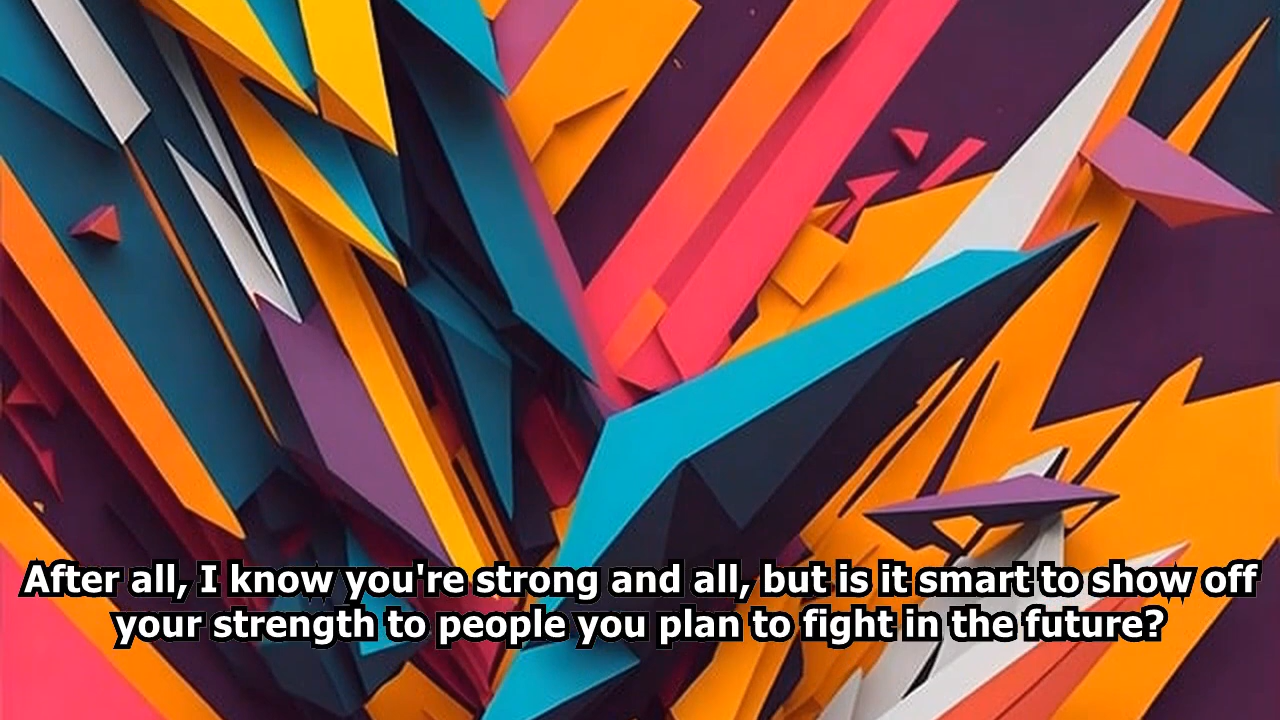 After all, I know you're strong and all, but is it smart to show off
your strength to people you plan to fight in the future?